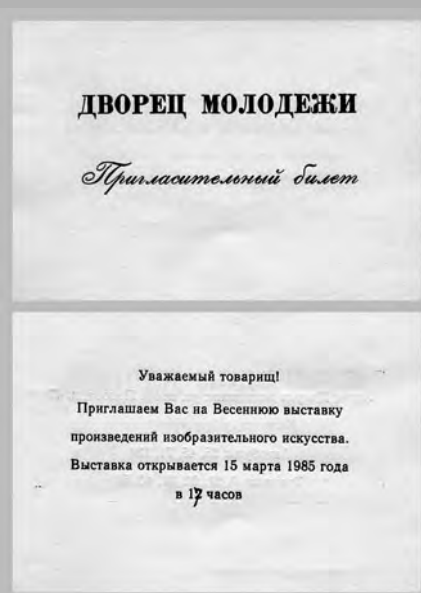 ДВОРЕЦ МОЛОДЕЖИ
Пригласительный билет
Уважаемый товарищ!
Приглашаем Вас на Весеннюю выставку
произведений изобразительного искусства.
Выставка открывается 15 марта 1985 года
в 17 часов